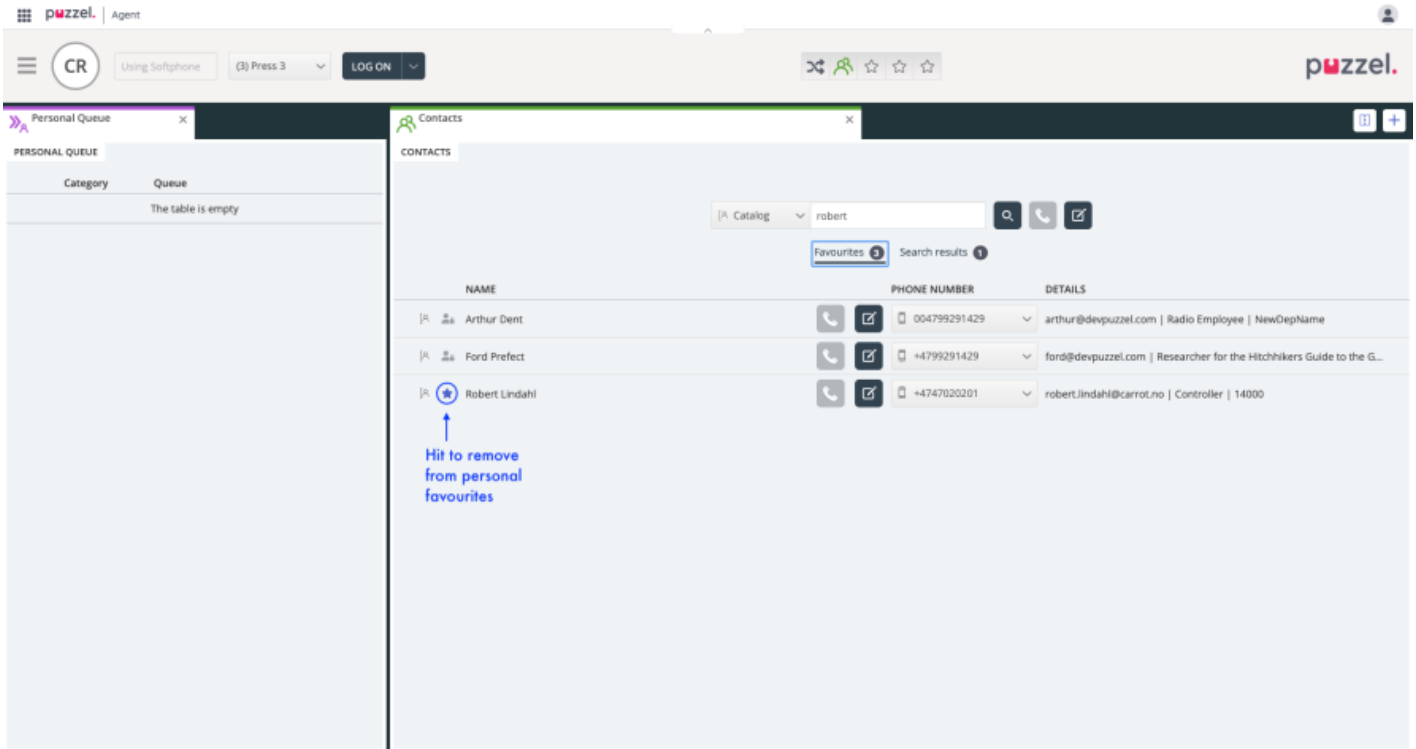 puzzel. | Agent
CR
Using Softphone
(3) Press 3
LOG ON
puzzel.
Personal Queue
Contacts
PERSONAL QUEUE
CONTACTS
Category Queue
The table is empty
Catalog
robert
Favourites 3
Search results 1
NAME PHONE NUMBER DETAILS
Arthur Dent 004799291429 arthur@devpuzzel.com | Radio Employee | NewDepName
Ford Prefect +4799291429 ford@devpuzzel.com | Researcher for the Hitchhikers Guide to the G...
Robert Lindahl +4747020201 robert.lindahl@carrot.no | Controller | 14000
Hit to remove
from personal
favourites